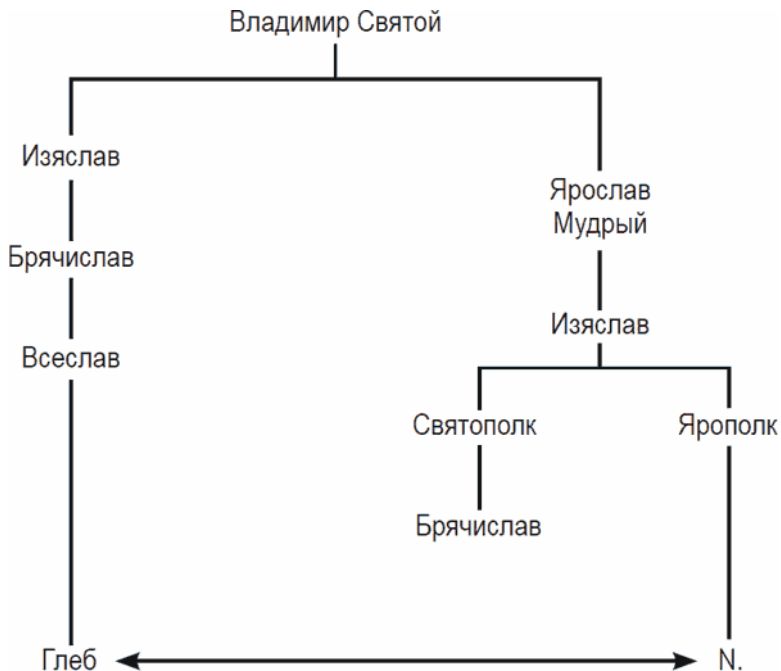 Владимир Святой
Изяслав
Ярослав
Мудрый
Брячислав
Изяслав
Всеслав
Святополк
Ярополк
Брячислав
Глеб
N.